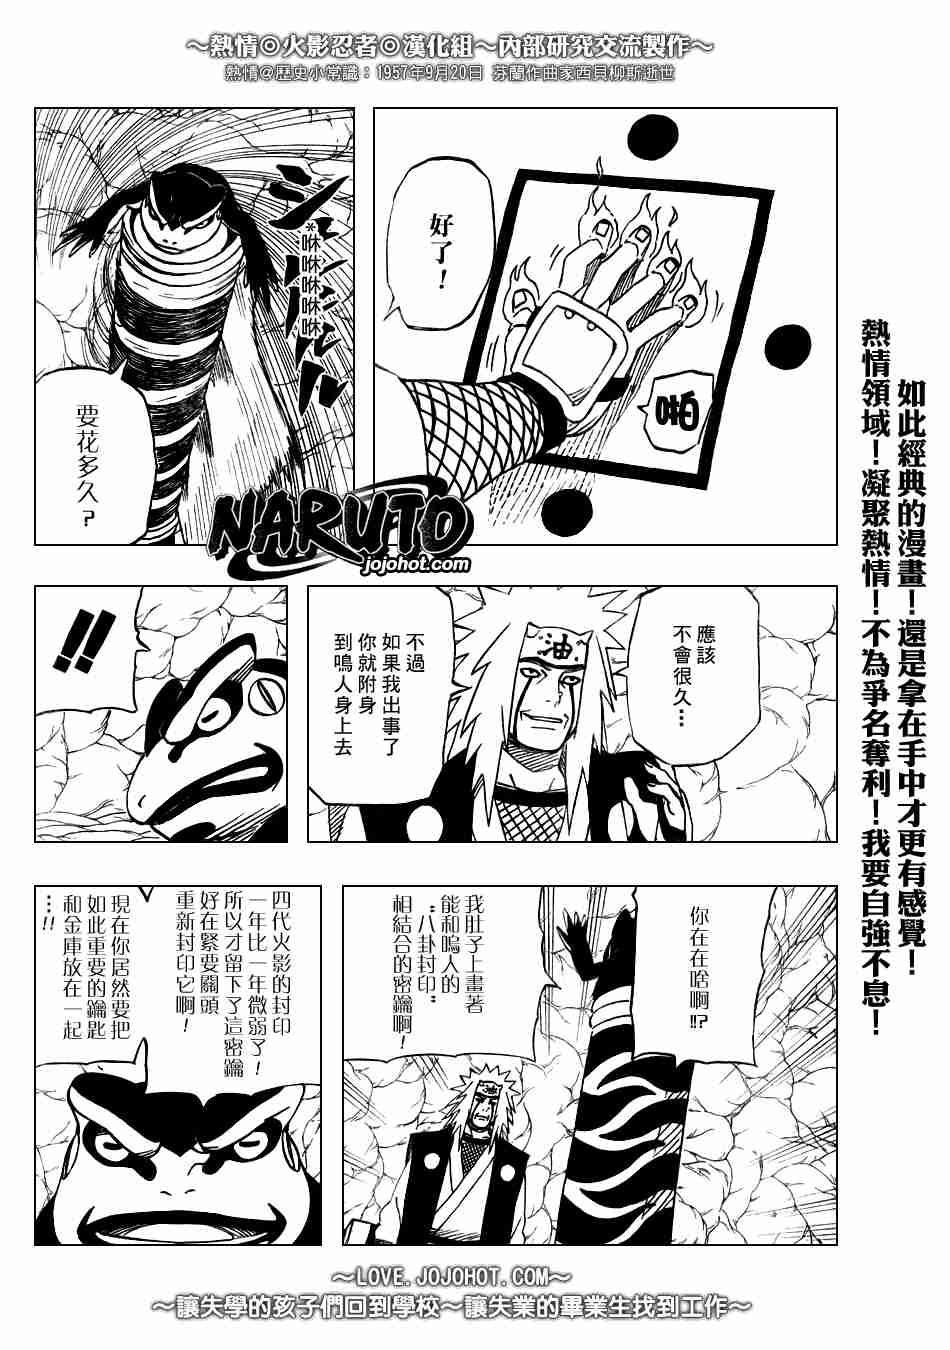 ～熱情◎火影忍者◎漢化組～內部研究交流製作～
熱情@歷史小常識：1957年9月20日 芬蘭作曲家西貝柳斯逝世
好了！
啪
*咻咻咻咻
要花多久？
NARUTO
jojohot.com
應該
不會很久…
油
不過
如果我出事了
你就附身
到鳴人身上去
!!
你在在啥啊!!?
我肚子上畫著
能和鳴人的
“八卦封印”
相結合的密鑰啊！
四代火影的封印
一年比一年微弱了！
所以才留下了這密鑰
好在緊要關頭
重新封印它啊！
現在你居然要把
如此重要的鑰匙
和金庫放在一起
…!!
如此經典的漫畫！還是拿在手中才更有感覺！
熱情領域！凝聚熱情！不為爭名奪利！我要自強不息！
～LOVE.JOJOHOT.COM～
～讓失學的孩子們回到學校～讓失業的畢業生找到工作～